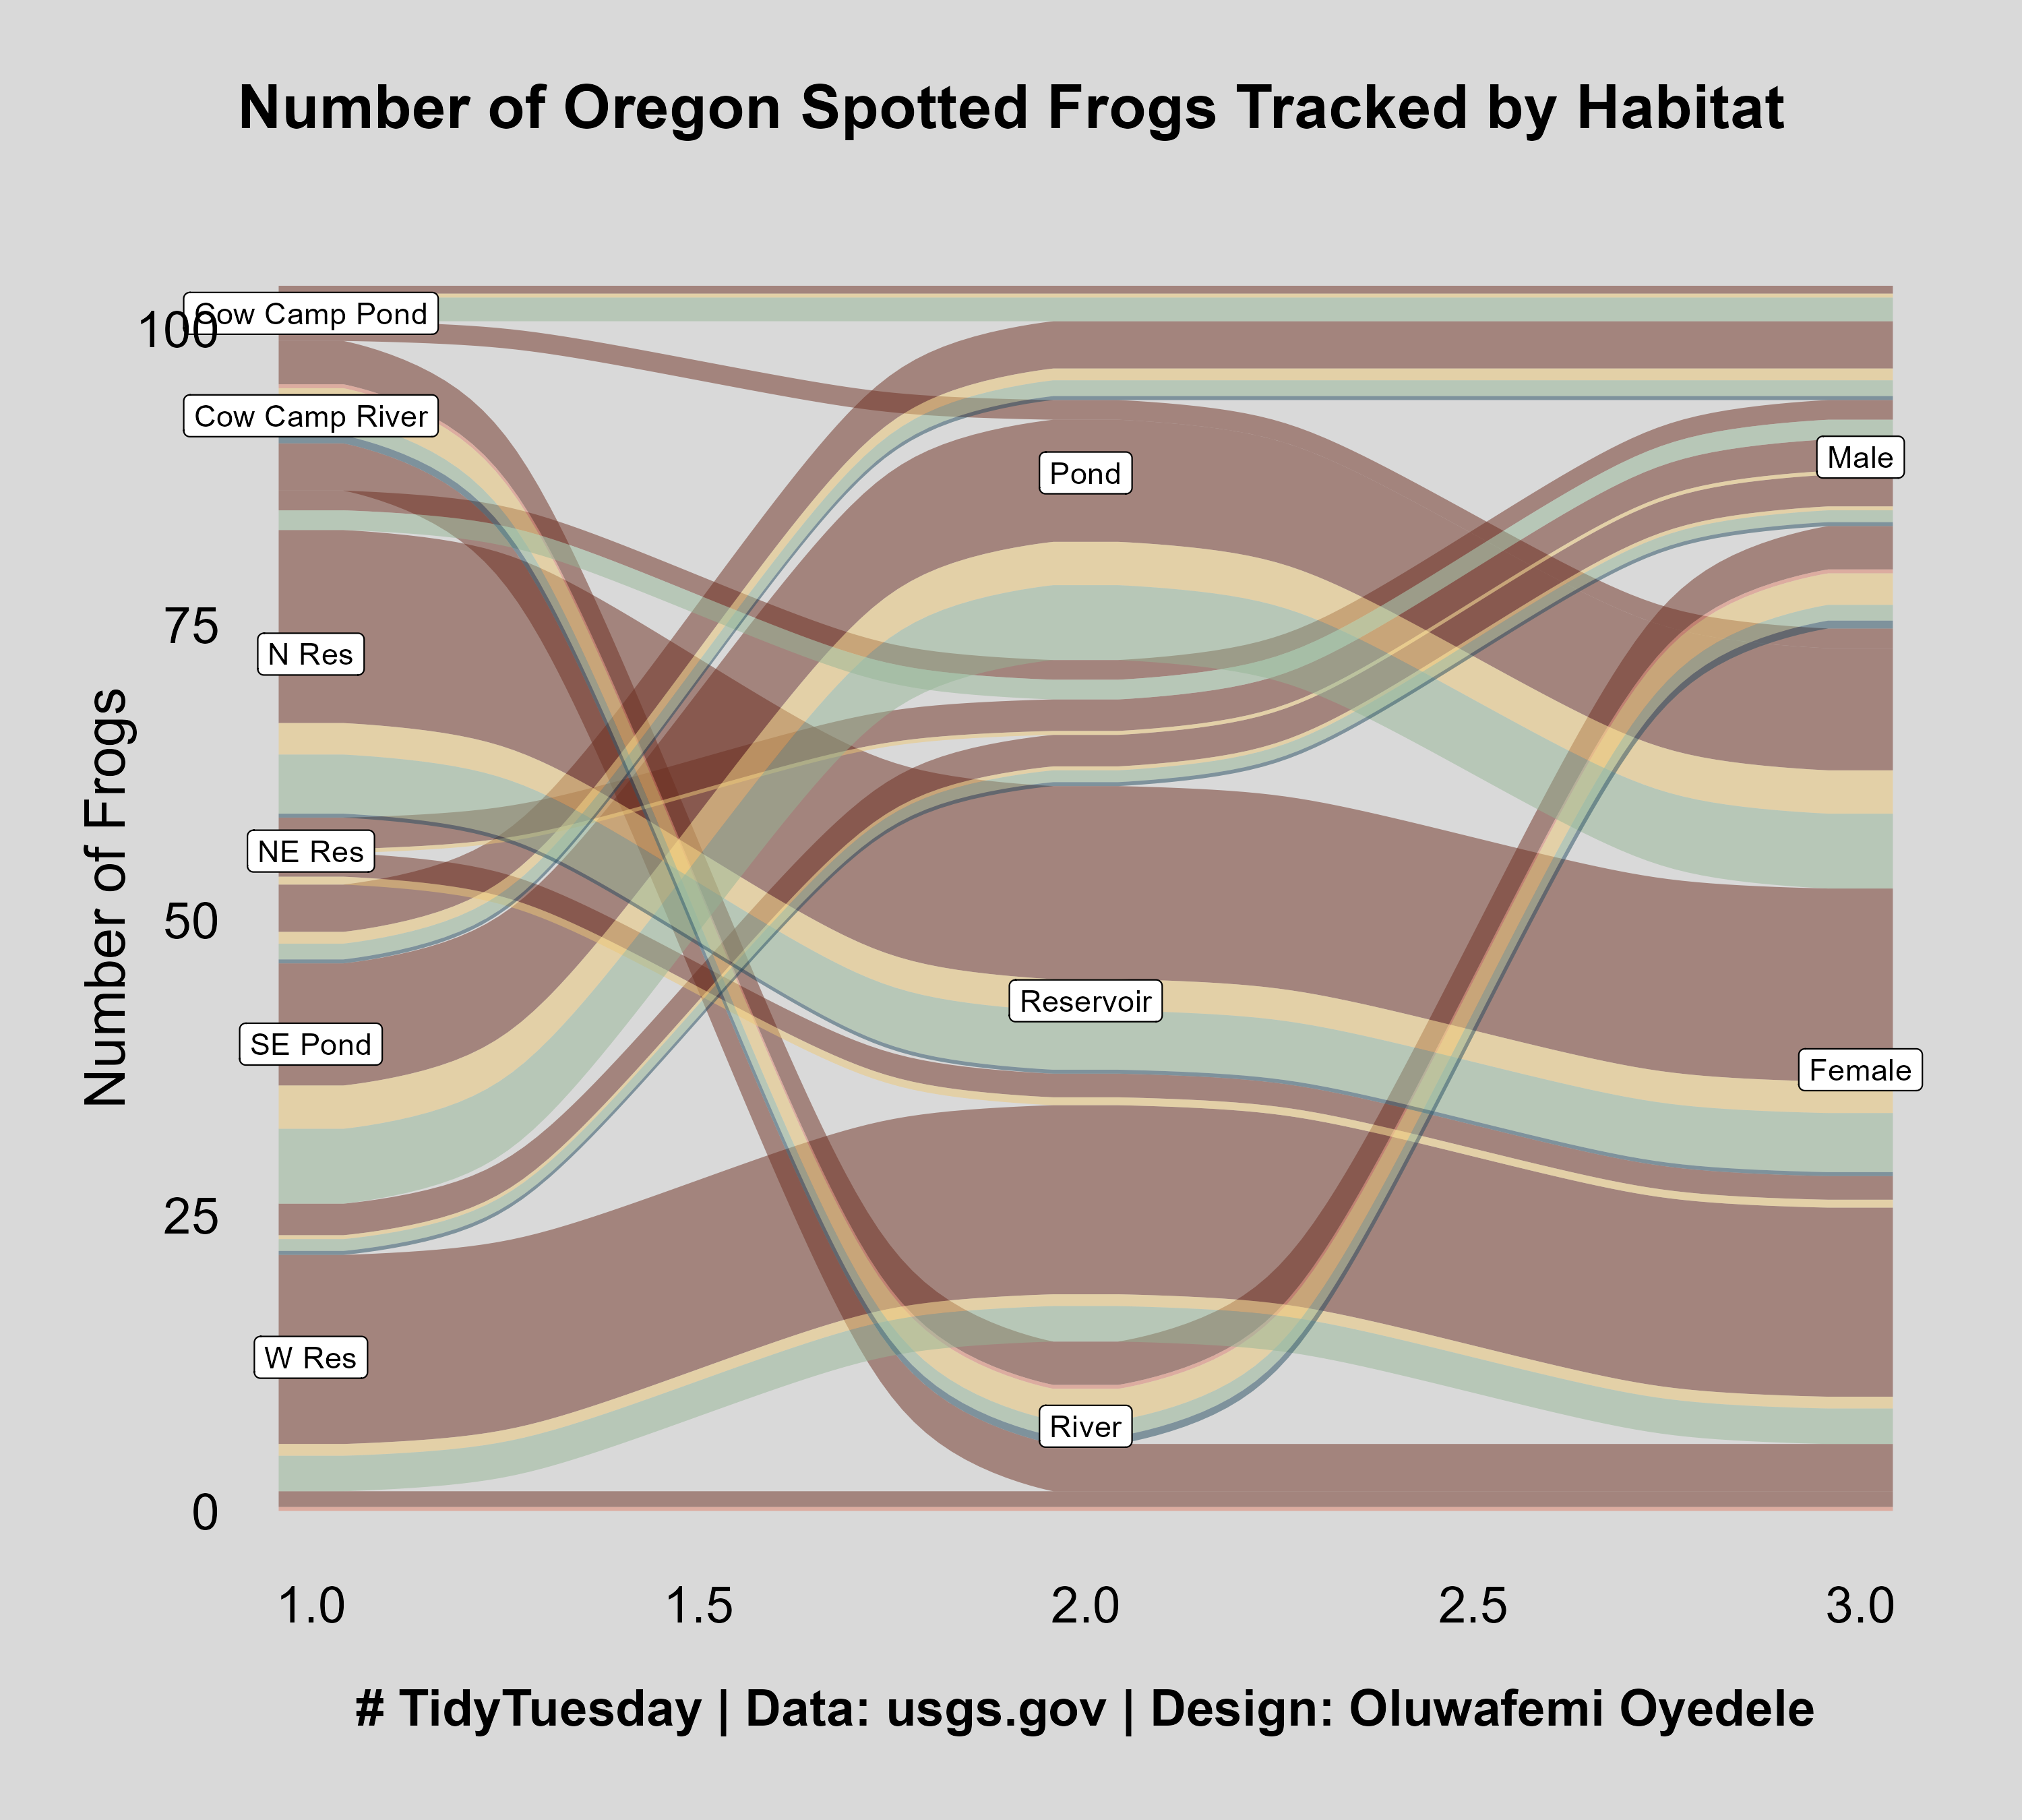 Number of Oregon Spotted Frogs Tracked by Habitat
Number of Frogs
100
75
50
25
0
Cow Camp Pond
Cow Camp River
N Res
NE Res
SE Pond
W Res
Pond
Reservoir
River
Male
Female
1.0 1.5 2.0 2.5 3.0
# TidyTuesday | Data: usgs.gov | Design: Oluwafemi Oyedele